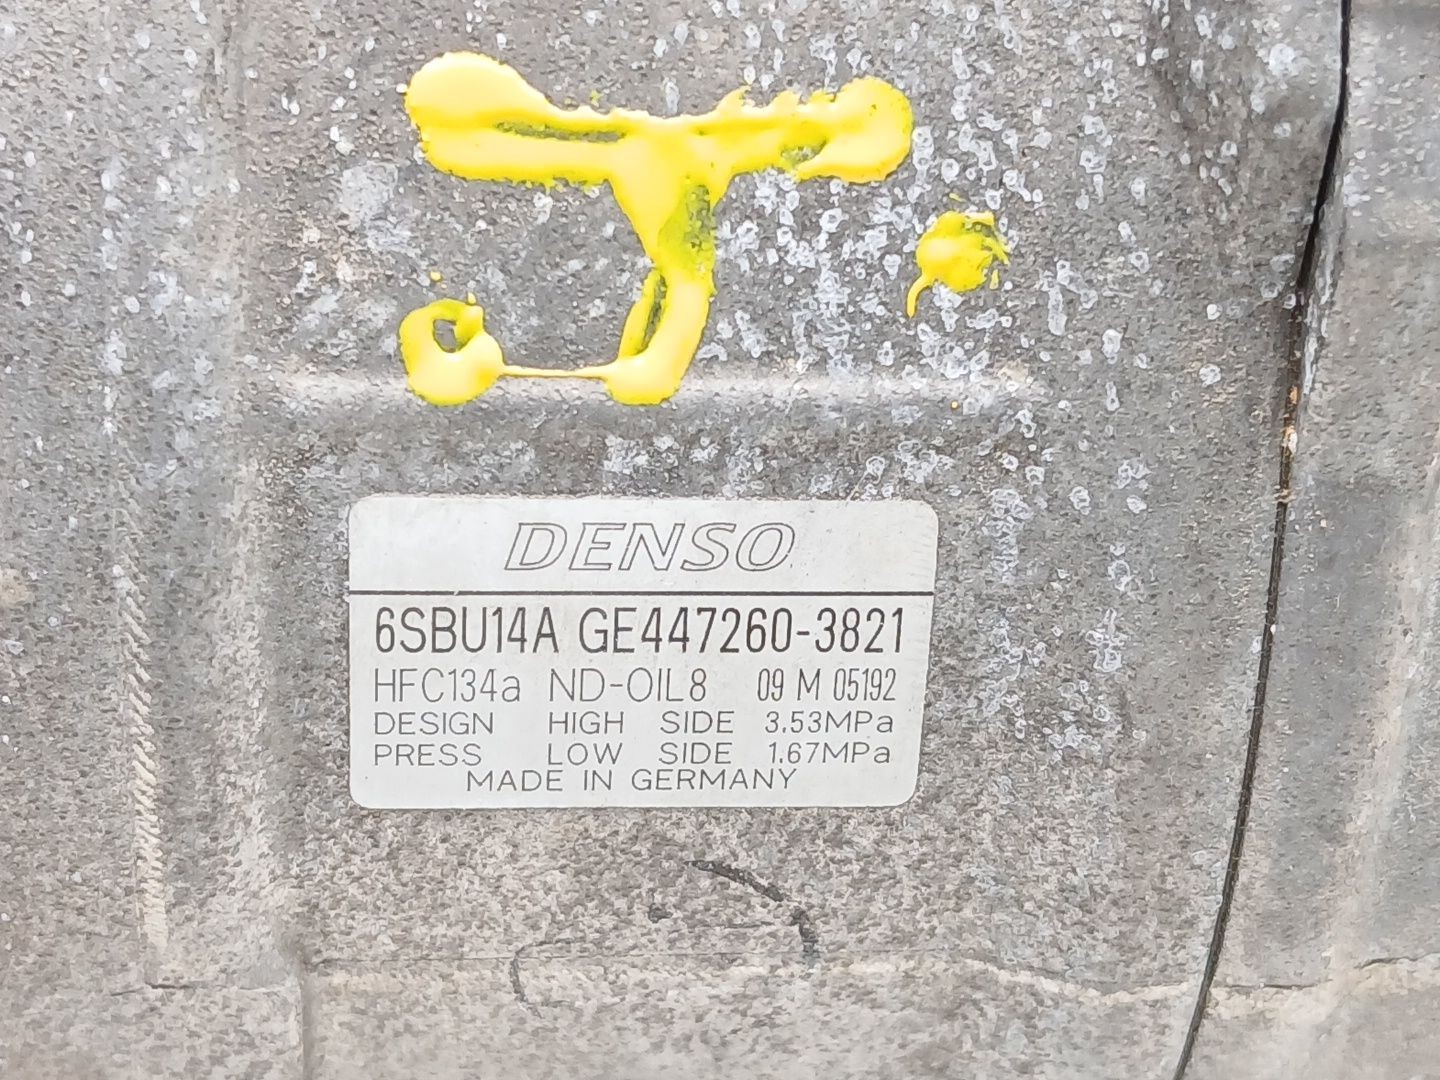 DENSO
6SBU14A GE447260-3821
HFC134a ND-OIL8 09 M 05192
DESIGN HIGH SIDE 3.53MPa
PRESS LOW SIDE 1.67MPa
MADE IN GERMANY